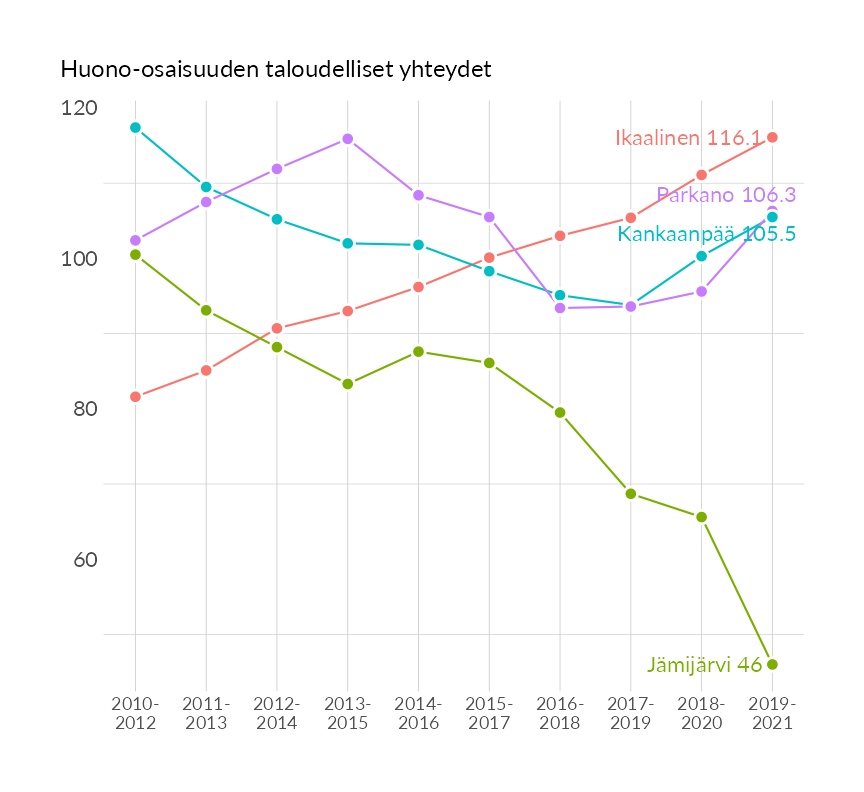 Huono-osaisuuden taloudelliset yhteydet
120
Ikaalinen 116.1
Parkano 106.3
Kankaanpää 105.5
100
80
60
Jämijärvi 46
2010- 2011- 2012- 2013- 2014- 2015- 2016- 2017- 2018- 2019-
2012 2013 2014 2015 2016 2017 2018 2019 2020 2021